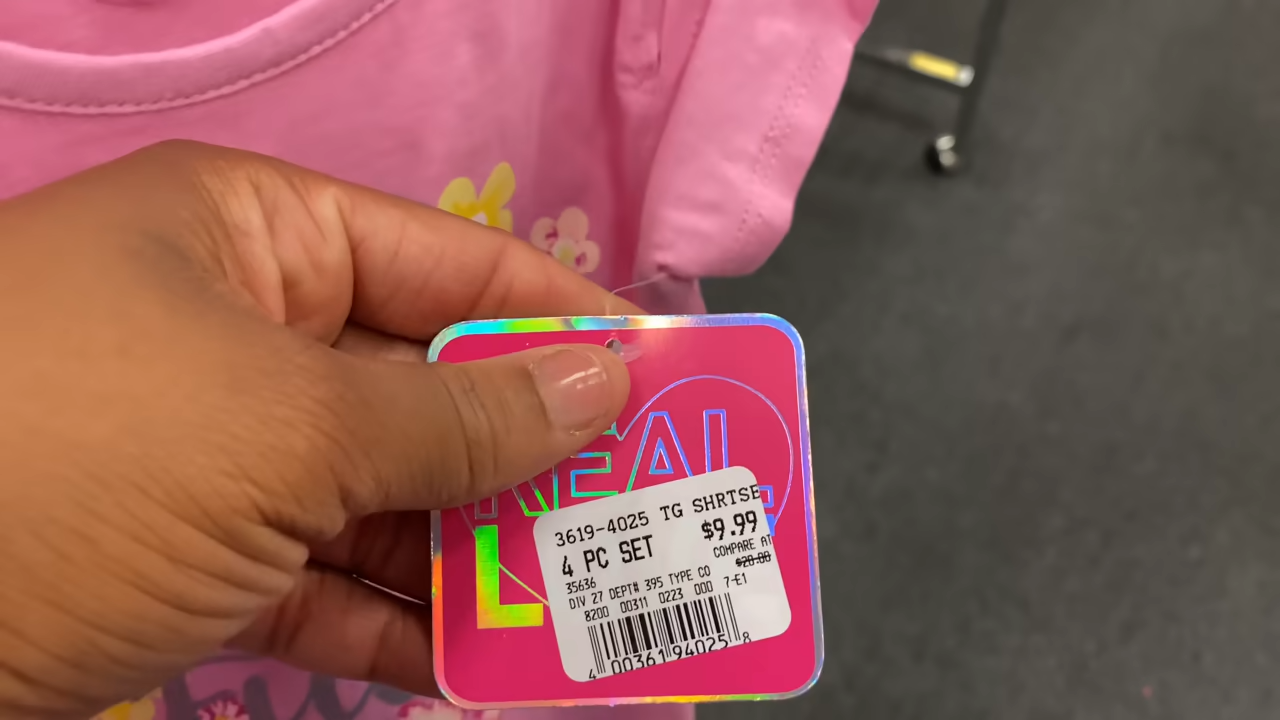 REAL
L
3619-4025 TG SHRTSE
$9.99
4 PC SET
COMPARE AT
$20.00
35636
DIV 27 DEPT# 395 TYPE CO
8200 00311 0223 000 7-E1
4 00361 94025 8